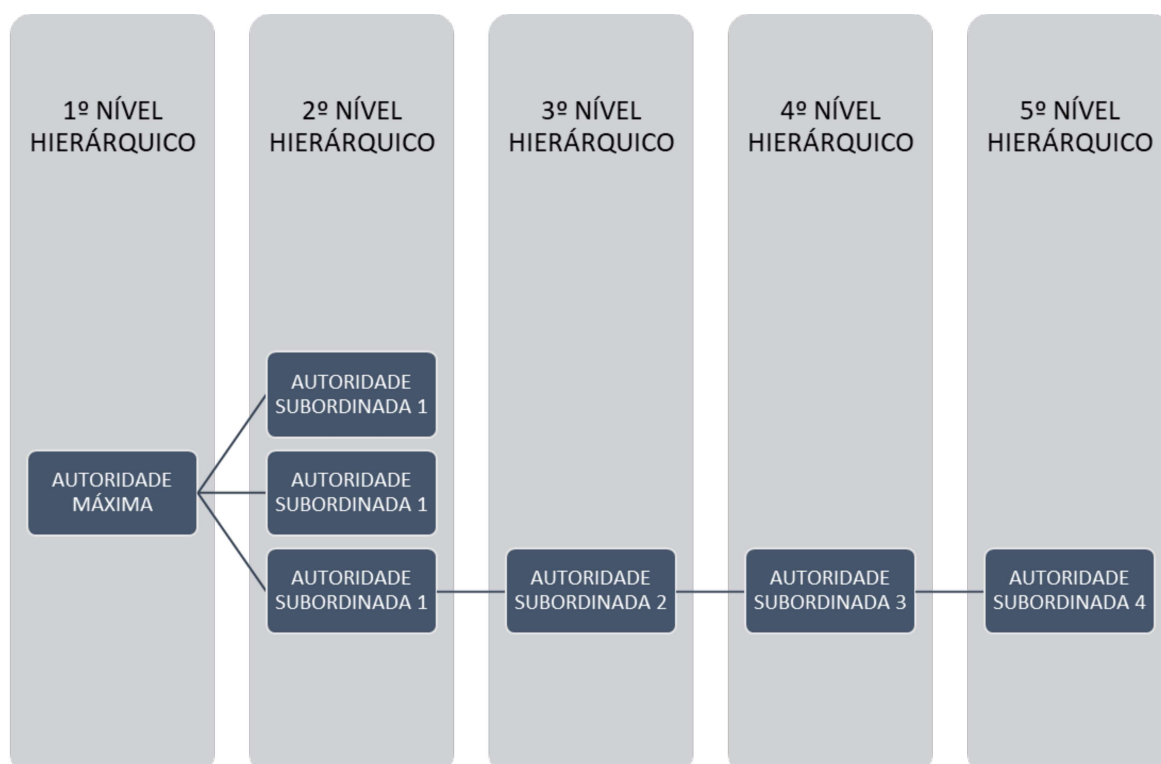 1º NÍVEL
HIERÁRQUICO
2º NÍVEL
HIERÁRQUICO
3º NÍVEL
HIERÁRQUICO
4º NÍVEL
HIERÁRQUICO
5º NÍVEL
HIERÁRQUICO
AUTORIDADE
MÁXIMA
AUTORIDADE
SUBORDINADA 1
AUTORIDADE
SUBORDINADA 1
AUTORIDADE
SUBORDINADA 1
AUTORIDADE
SUBORDINADA 2
AUTORIDADE
SUBORDINADA 3
AUTORIDADE
SUBORDINADA 4